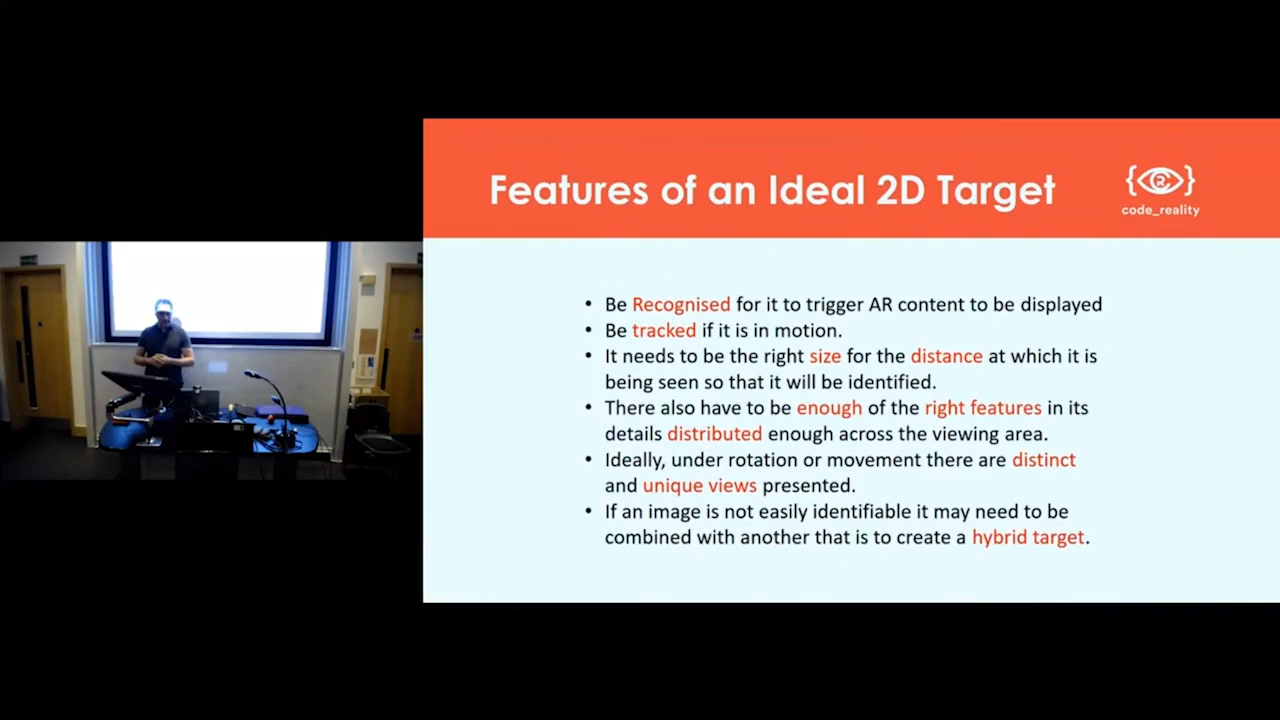 Features of an Ideal 2D Target
{R}
code_reality
• Be Recognised for it to trigger AR content to be displayed
• Be tracked if it is in motion.
• It needs to be the right size for the distance at which it is
being seen so that it will be identified.
• There also have to be enough of the right features in its
details distributed enough across the viewing area.
• Ideally, under rotation or movement there are distinct
and unique views presented.
• If an image is not easily identifiable it may need to be
combined with another that is to create a hybrid target.